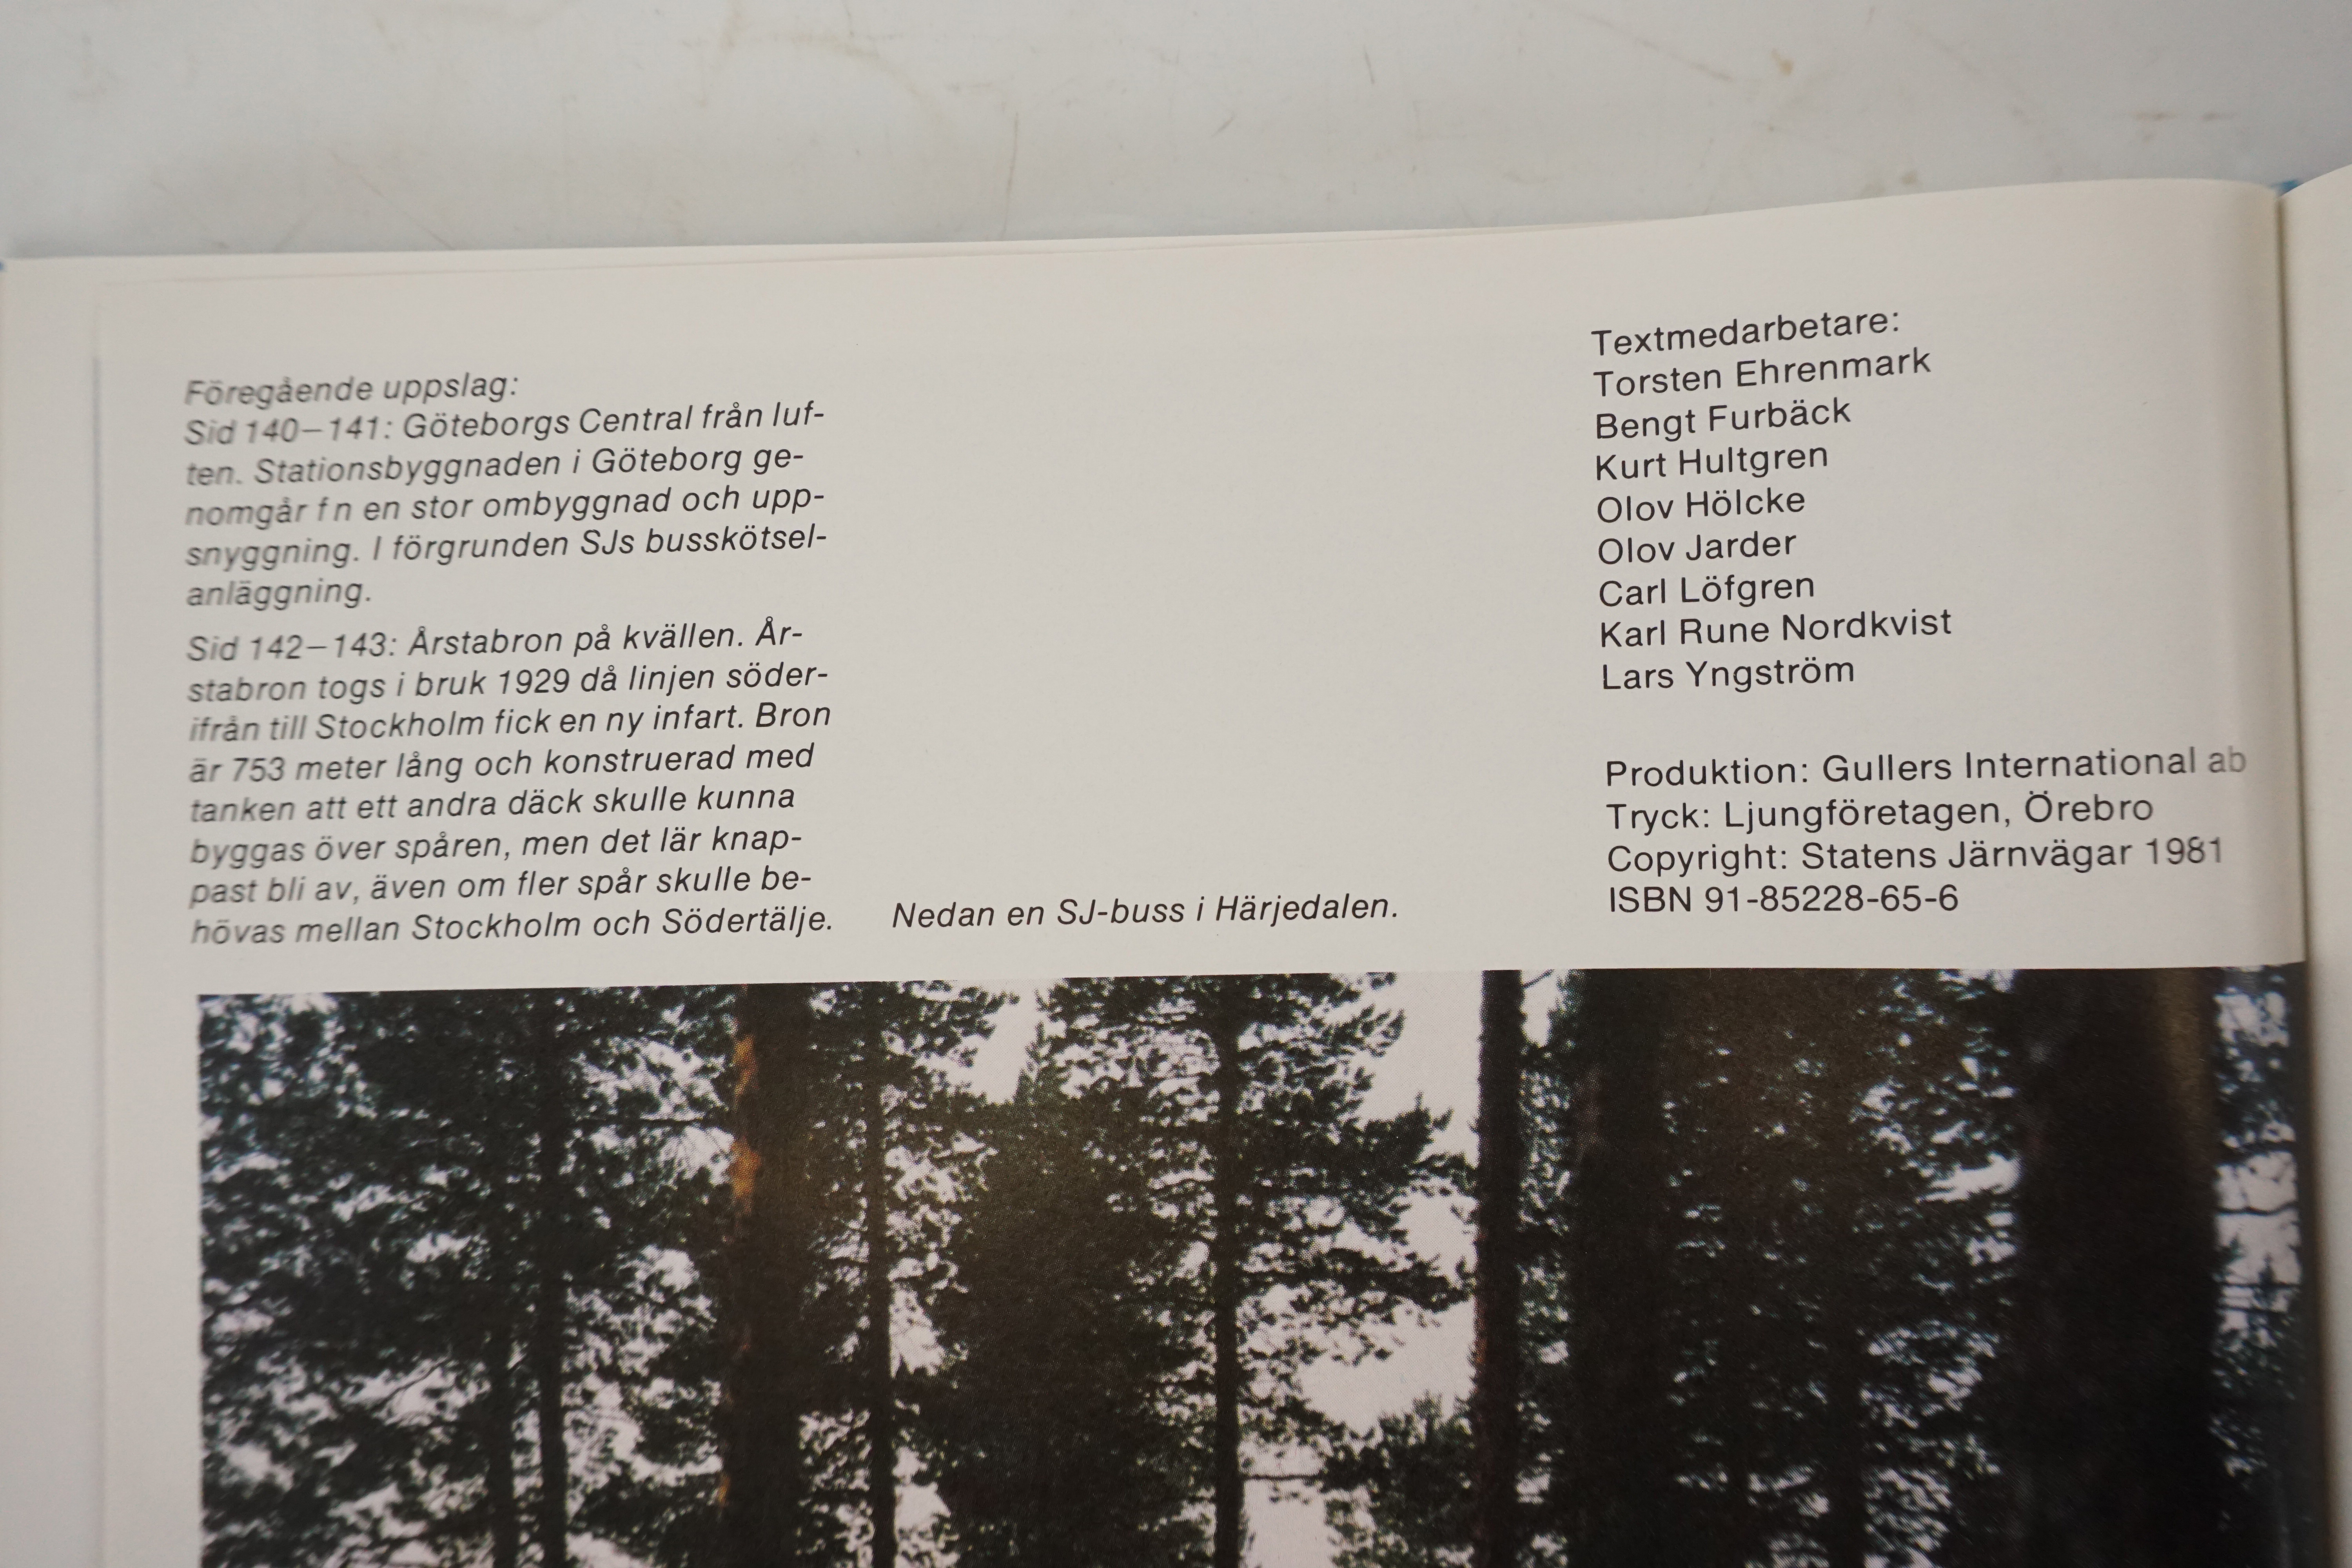 Föregående uppslag:
Sid 140–141: Göteborgs Central från luf-
ten. Stationsbyggnaden i Göteborg ge-
nomgår f n en stor ombyggnad och upp-
snyggning. I förgrunden SJs busskötsel-
anläggning.
Sid 142–143: Årstabron på kvällen. År-
stabron togs i bruk 1929 då linjen söder-
ifrån till Stockholm fick en ny infart. Bron
är 753 meter lång och konstruerad med
tanken att ett andra däck skulle kunna
byggas över spåren, men det lär knap-
past bli av, även om fler spår skulle be-
hövas mellan Stockholm och Södertälje.
Nedan en SJ-buss i Härjedalen.
Textmedarbetare:
Torsten Ehrenmark
Bengt Furbäck
Kurt Hultgren
Olov Hölcke
Olov Jarder
Carl Löfgren
Karl Rune Nordkvist
Lars Yngström
Produktion: Gullers International ab
Tryck: Ljungföretagen, Örebro
Copyright: Statens Järnvägar 1981
ISBN 91-85228-65-6